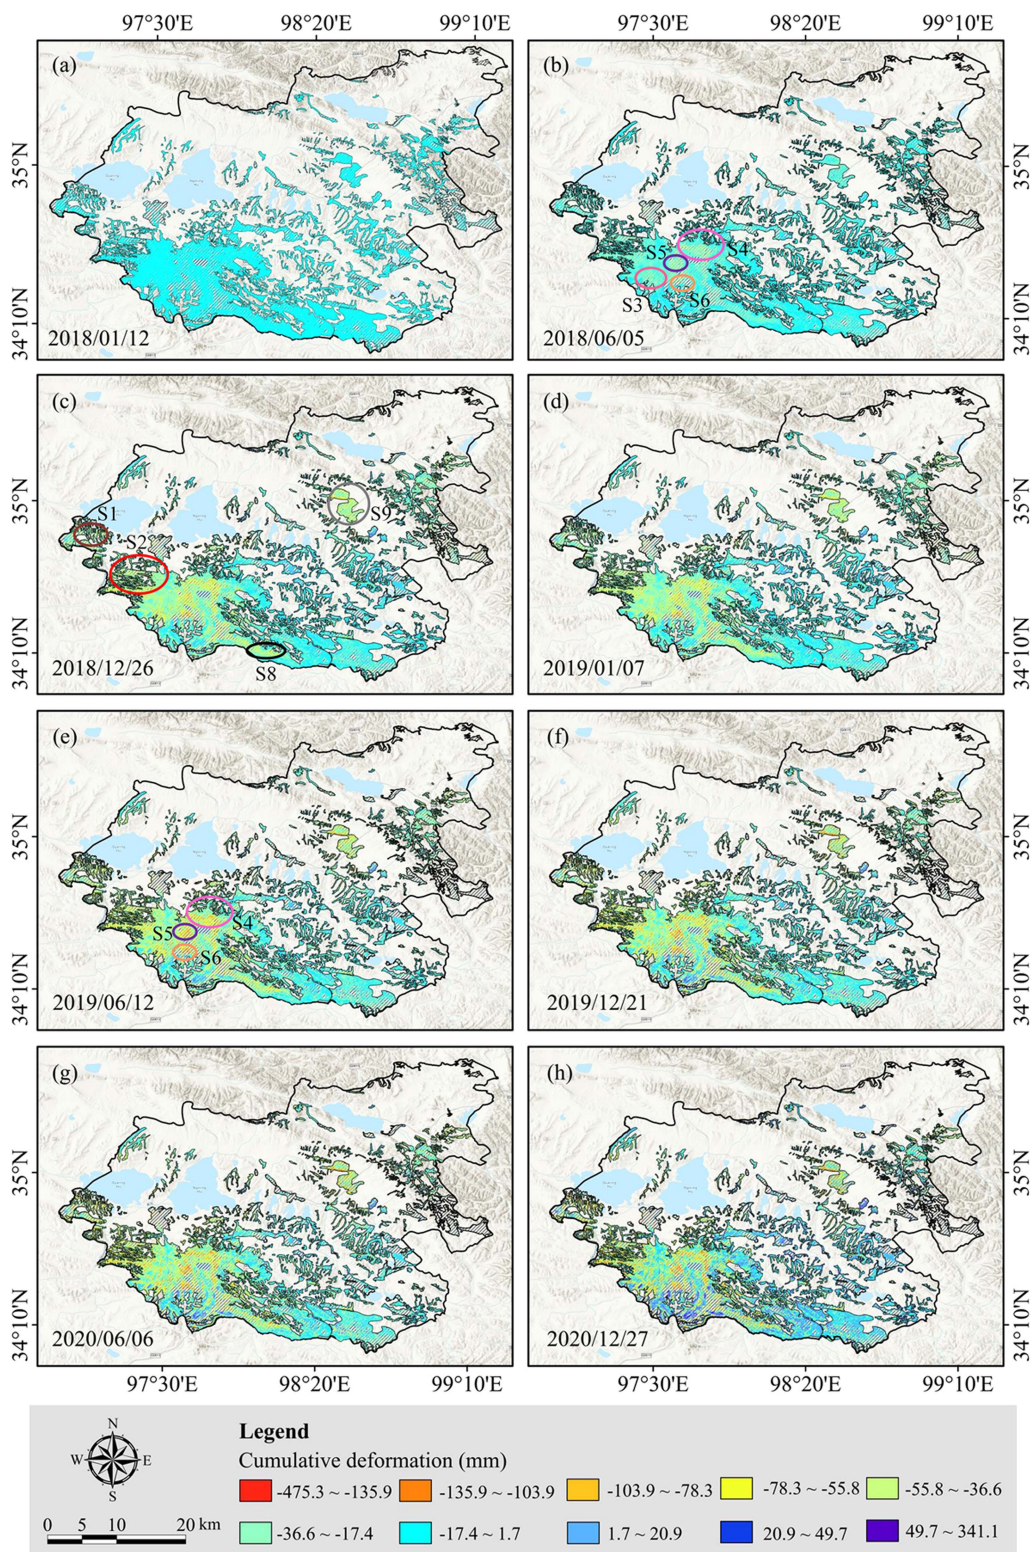 97°30'E 98°20'E 99°10'E 97°30'E 98°20'E 99°10'E
(a)
35°N
34°10'N
2018/01/12
(b)
S5
S4
S3
S6
2018/06/05
35°N
34°10'N
(c)
S1
S2
S9
S8
2018/12/26
35°N
34°10'N
(d)
2019/01/07
35°N
34°10'N
(e)
S4
S5
S6
2019/06/12
35°N
34°10'N
(f)
2019/12/21
35°N
34°10'N
(g)
2020/06/06
35°N
34°10'N
(h)
2020/12/27
35°N
34°10'N
97°30'E 98°20'E 99°10'E 97°30'E 98°20'E 99°10'E
N
W E
S
0 5 10 20 km
Legend
Cumulative deformation (mm)
-475.3 ~ -135.9 -135.9 ~ -103.9 -103.9 ~ -78.3 -78.3 ~ -55.8 -55.8 ~ -36.6
-36.6 ~ -17.4 -17.4 ~ 1.7 1.7 ~ 20.9 20.9 ~ 49.7 49.7 ~ 341.1